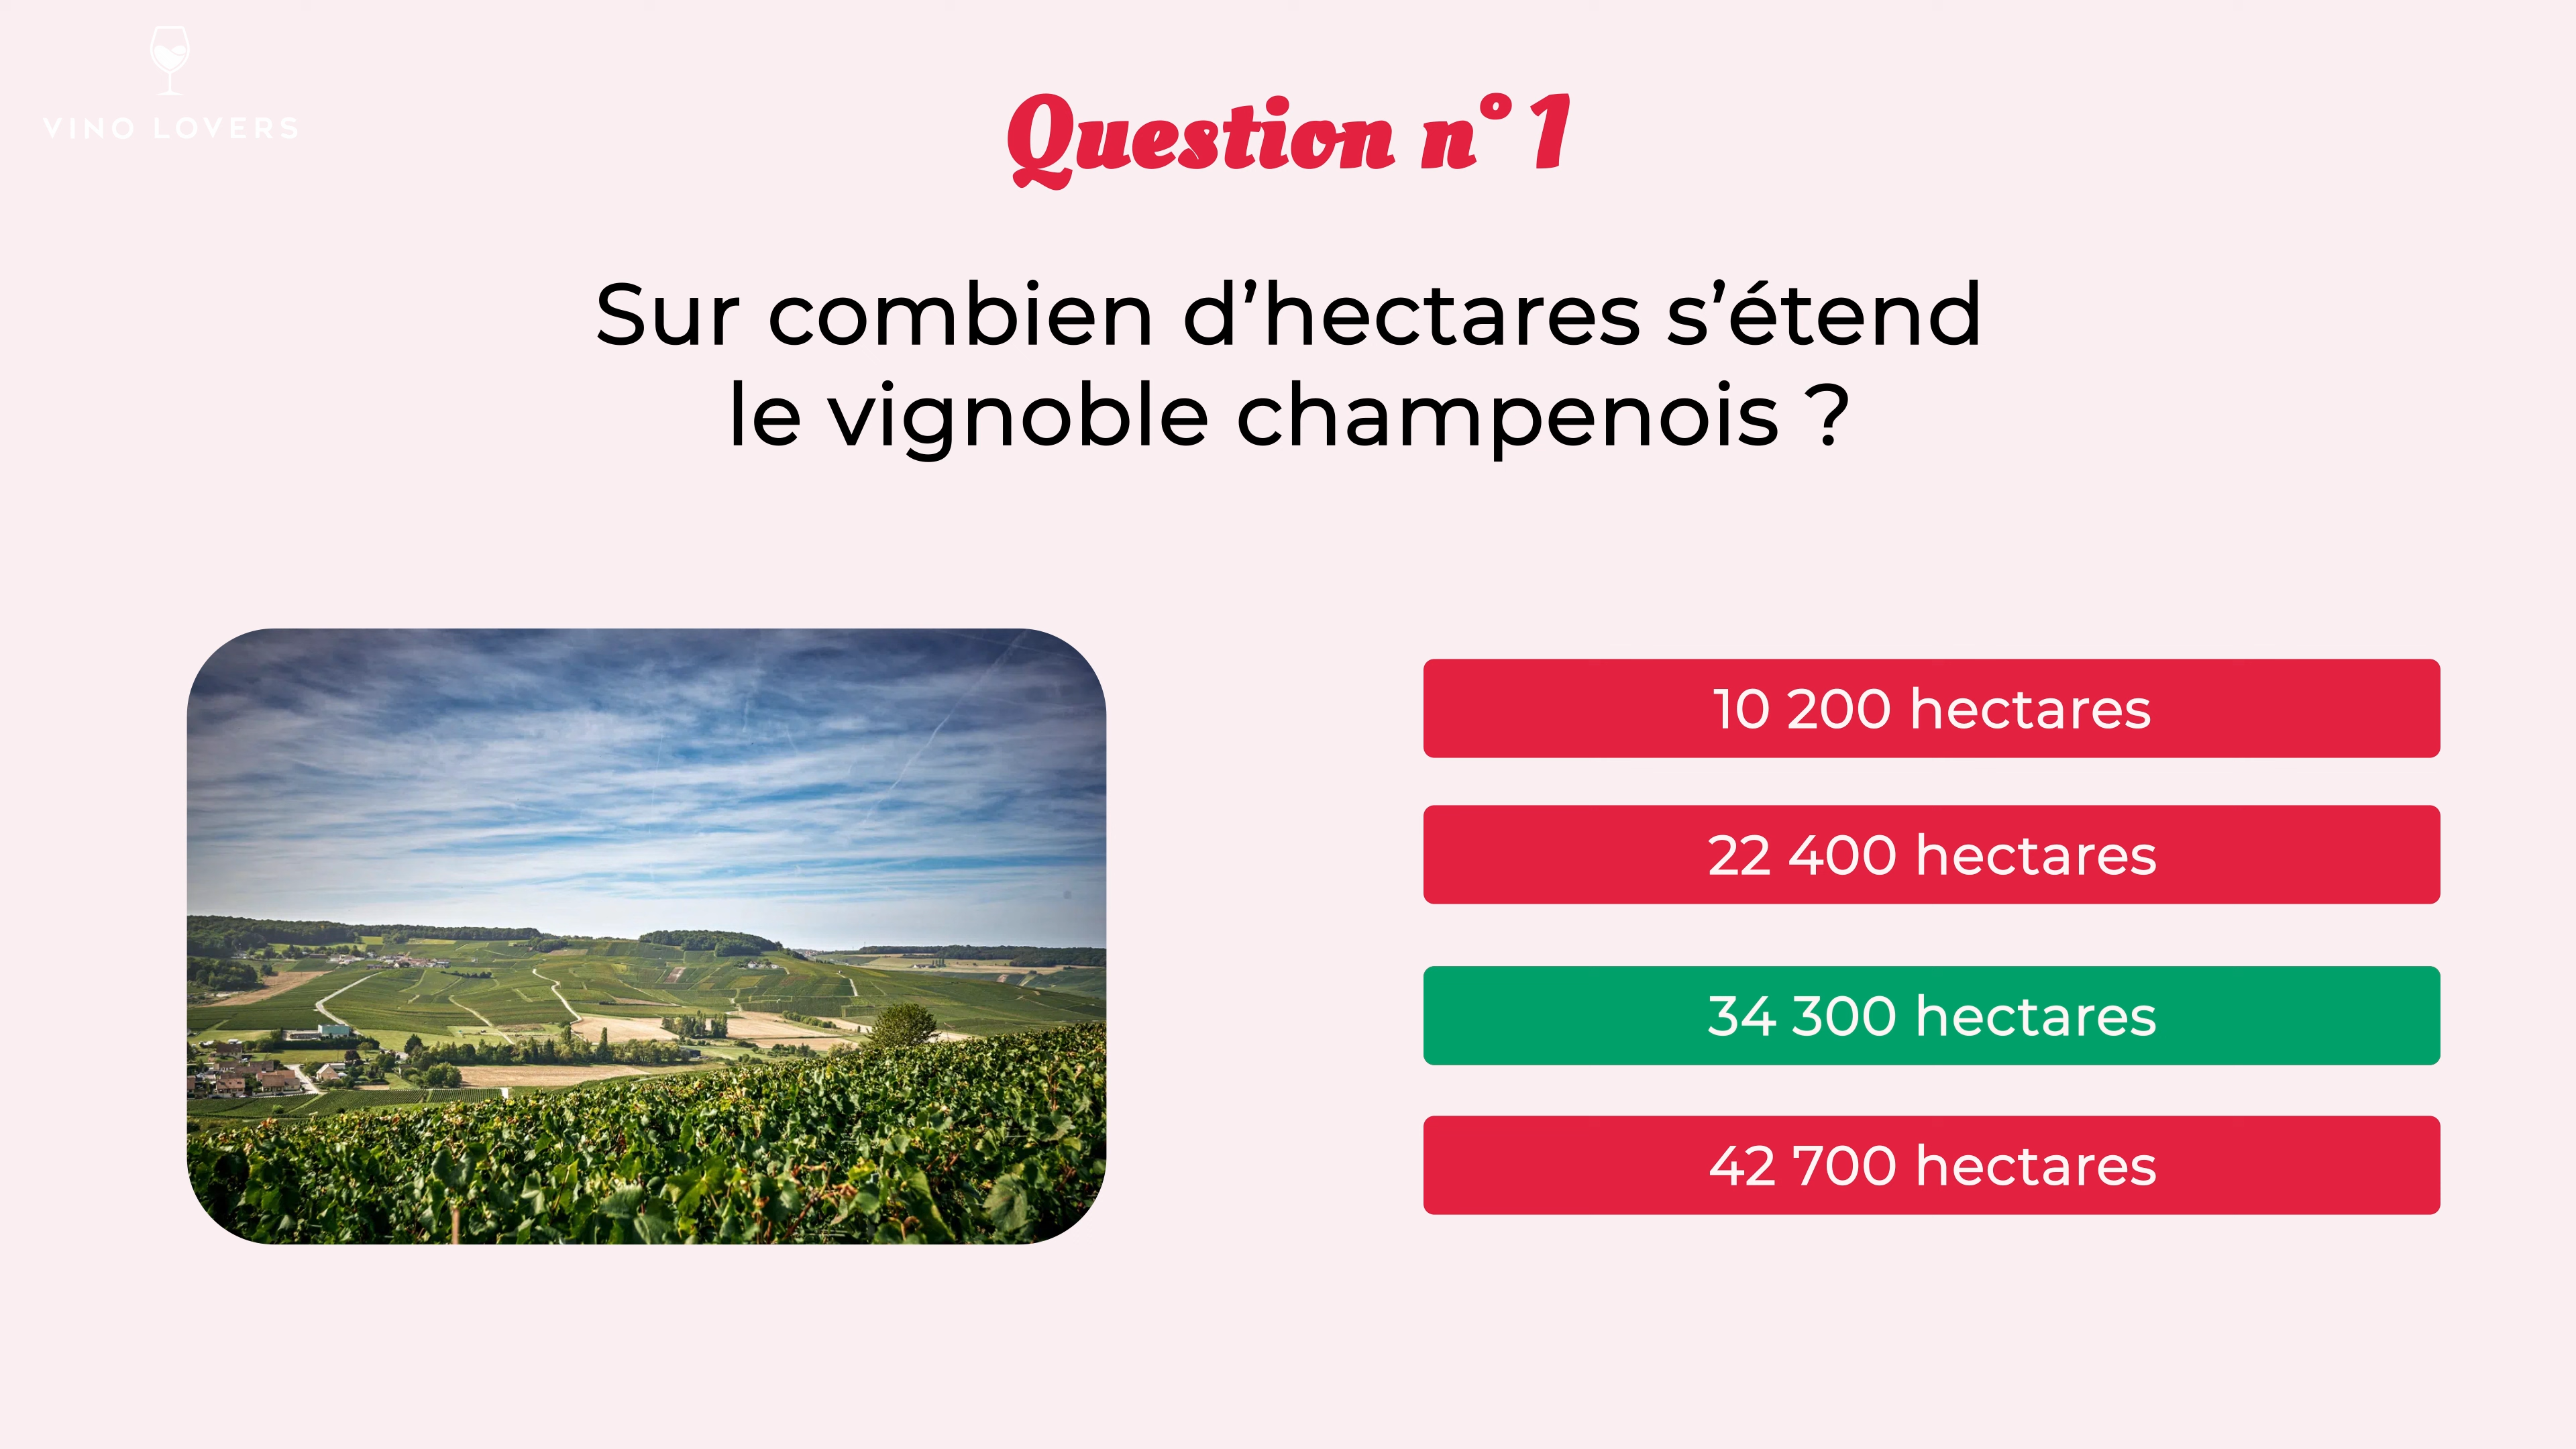 VINO LOVERS
Question n° 1
Sur combien d’hectares s’étend
le vignoble champenois ?
10 200 hectares
22 400 hectares
34 300 hectares
42 700 hectares